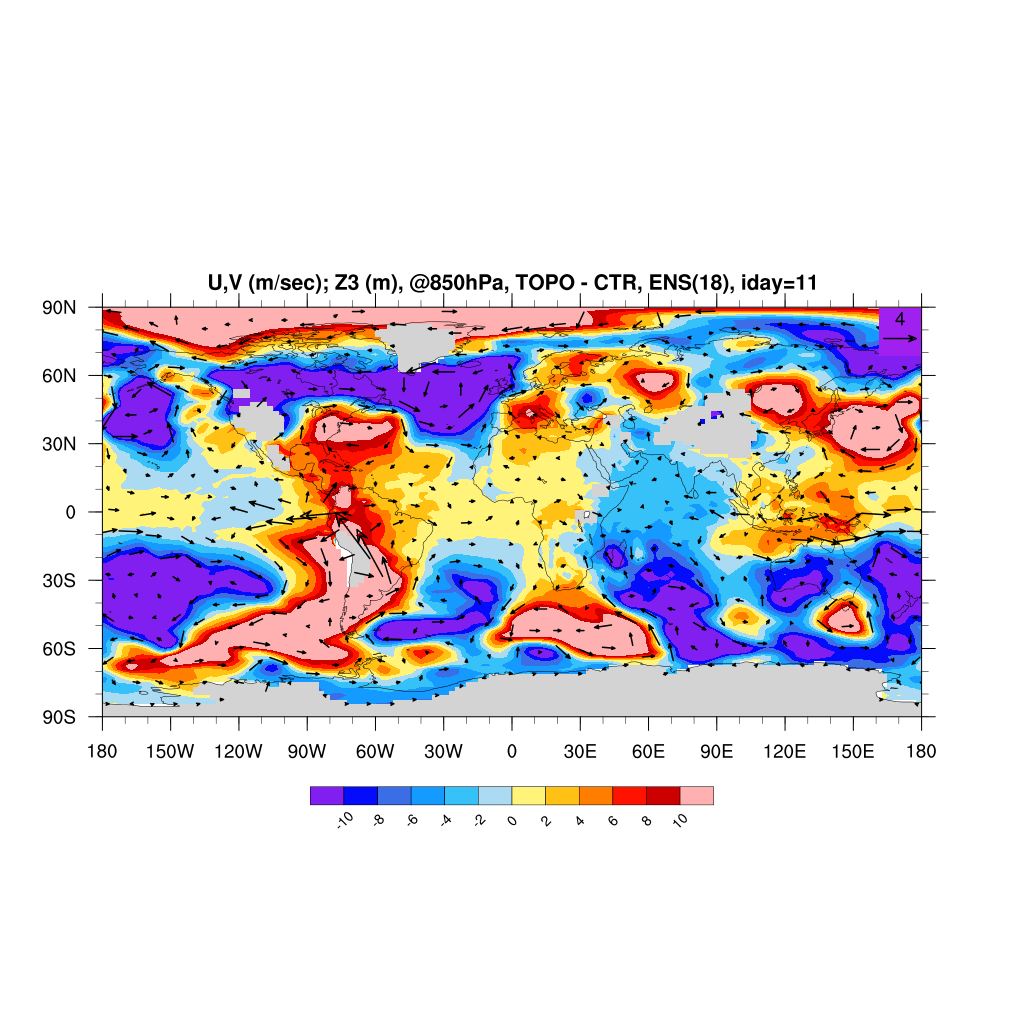 U,V (m/sec); Z3 (m), @850hPa, TOPO - CTR, ENS(18), iday=11
4
90N
60N
30N
0
30S
60S
90S
180 150W 120W 90W 60W 30W 0 30E 60E 90E 120E 150E 180
-10 -8 -6 -4 -2 0 2 4 6 8 10